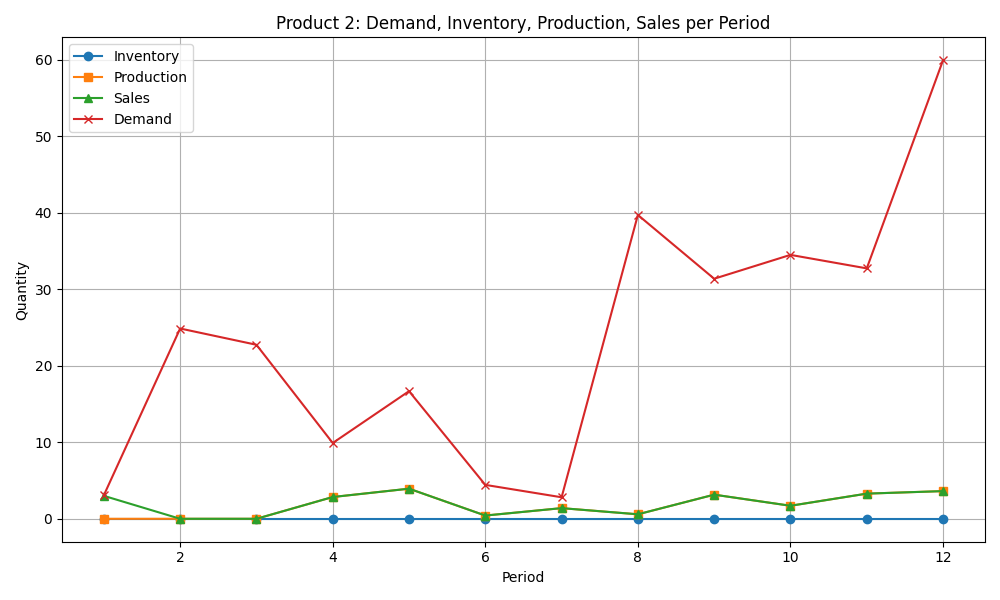 Product 2: Demand, Inventory, Production, Sales per Period
Inventory
Production
Sales
Demand
Quantity
60
50
40
30
20
10
0
2 4 6 8 10 12
Period